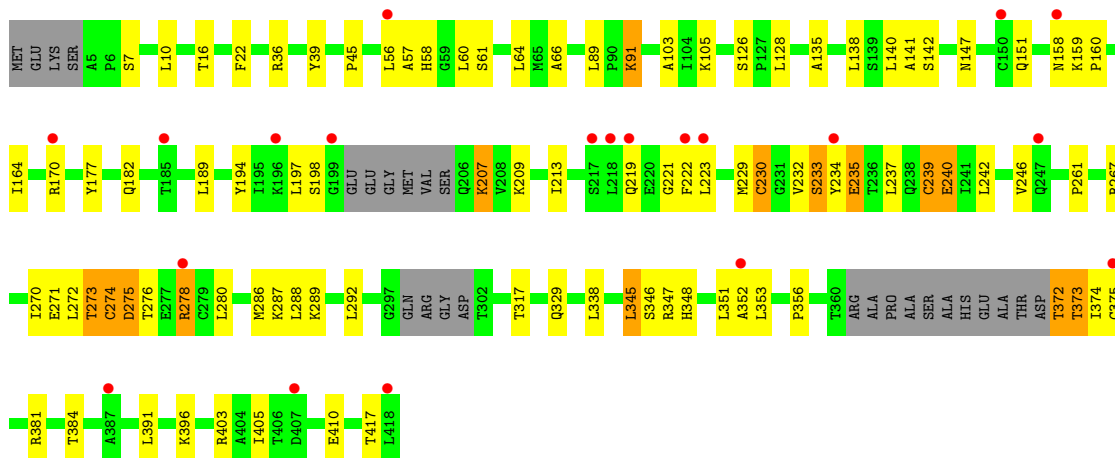 MET GLU LYS SER A5 P6 S7 L10 T16 F22 R36 Y39 P45 L56 A57 H58 G59 L60 S61 L64 M65 A66 L89 P90 K91 A103 I104 K105 S126 P127 L128 A135 L138 S139 L140 A141 S142 N147 C150 Q151 N158 K159 P160
I164 R170 Y177 Q182 T185 L189 Y194 I195 K196 L197 S198 G199 GLU GLU GLY MET VAL SER Q206 K207 V208 K209 I213 S217 L218 Q219 E220 G221 F222 L223 M229 C230 G231 V232 S233 Y234 E235 T236 L237 Q238 C239 E240 I241 L242 V246 Q247 P261
I270 E271 L272 T273 C274 D275 T276 E277 R278 C279 L280 M286 K287 L288 K289 L292 G297 GLN ARG GLY ASP T302 T317 Q329 L338 L345 S346 R347 H348 L351 A352 L353 P356 T360 ARG ALA PRO ALA SER ALA HIS GLU ALA THR ASP T372 T373 I374
R381 T384 A387 L391 K396 R403 A404 I405 T406 D407 E410 T417 L418